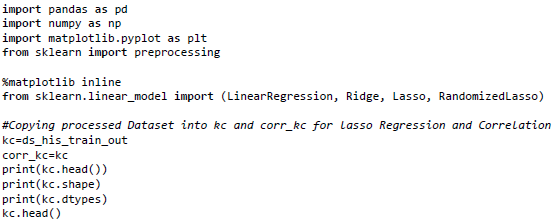 import pandas as pd
import numpy as np
import matplotlib.pyplot as plt
from sklearn import preprocessing
%matplotlib inline
from sklearn.linear_model import (LinearRegression, Ridge, Lasso, RandomizedLasso)
#Copying processed Dataset into kc and corr_kc for lasso Regression and Correlation
kc=ds_his_train_out
corr_kc=kc
print(kc.head())
print(kc.shape)
print(kc.dtypes)
kc.head()